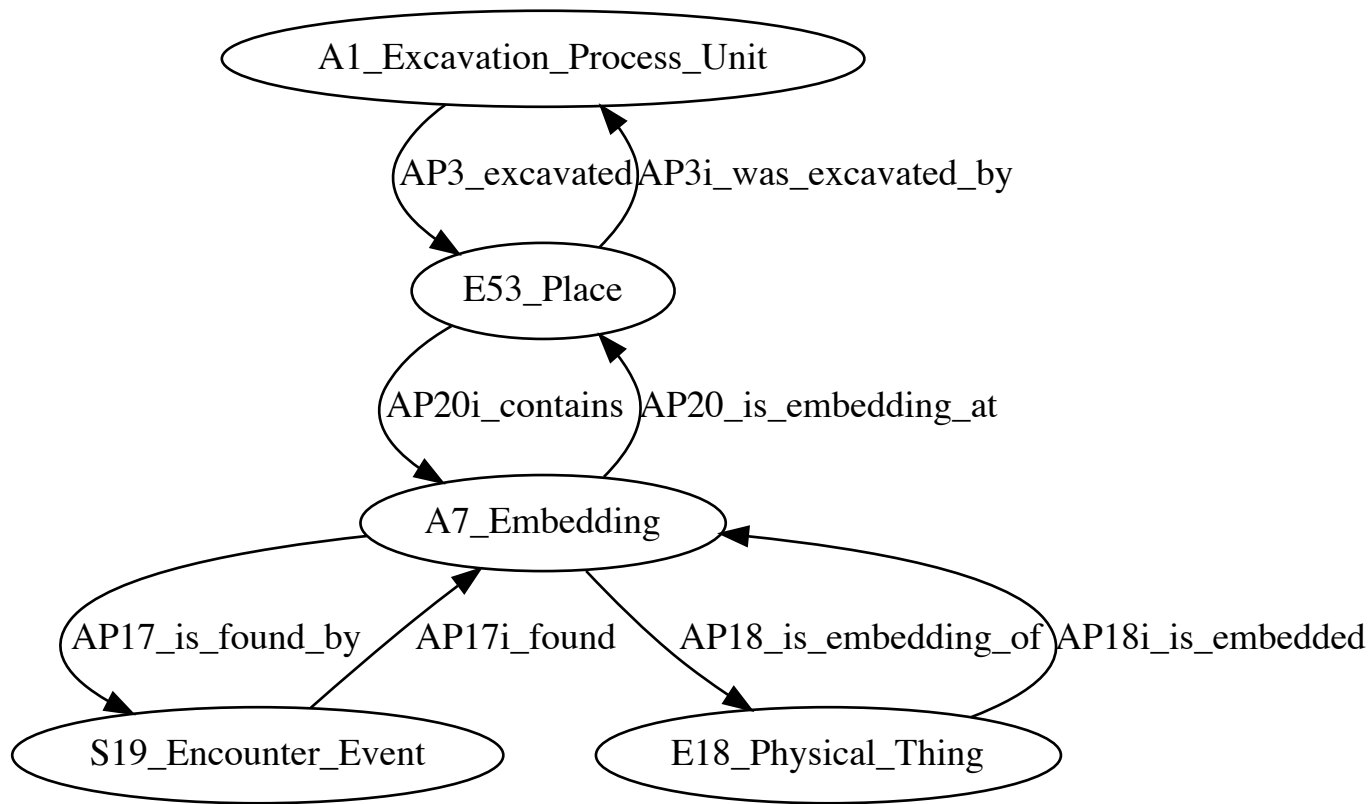 A1_Excavation_Process_Unit
AP3_excavated
AP3i_was_excavated_by
E53_Place
AP20i_contains
AP20_is_embedding_at
A7_Embedding
AP17_is_found_by
AP17i_found
AP18_is_embedding_of
AP18i_is_embedded
S19_Encounter_Event
E18_Physical_Thing